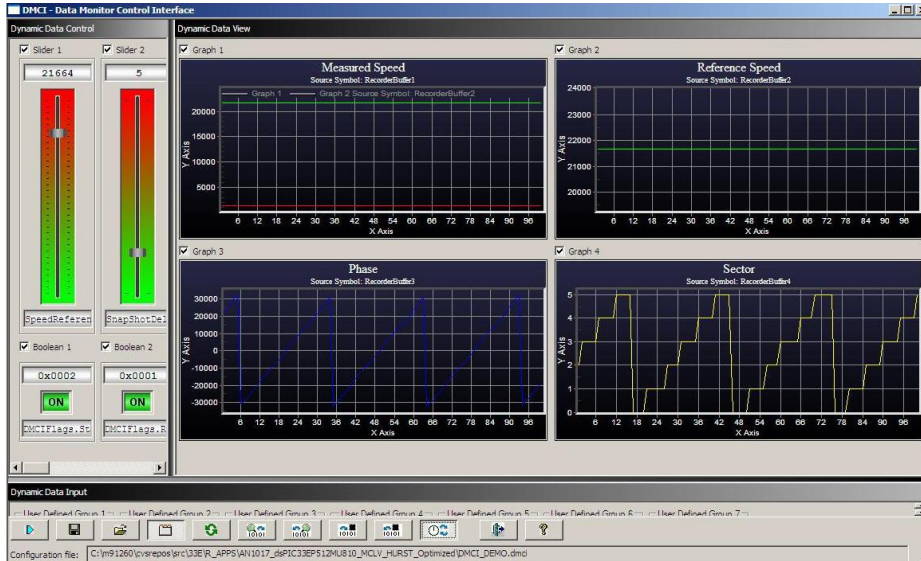 DMCI - Data Monitor Control Interface
Dynamic Data Control
Dynamic Data View
Slider 1
Slider 2
21664
5
SpeedReferen
SnapShotDel
Boolean 1
Boolean 2
0x0002
0x0001
ON
ON
DMCIFlags.St
DMCIFlags.R
Graph 1
Measured Speed
Source Symbol: RecorderBuffer1
Graph 1
Graph 2 Source Symbol: RecorderBuffer2
Y Axis
20000
15000
10000
5000
6 12 18 24 30 36 42 48 54 60 66 72 78 84 90 96
X Axis
Graph 2
Reference Speed
Source Symbol: RecorderBuffer2
Y Axis
24000
23000
22000
21000
20000
6 12 18 24 30 36 42 48 54 60 66 72 78 84 90 96
X Axis
Graph 3
Phase
Source Symbol: RecorderBuffer3
Y Axis
30000
20000
10000
0
-10000
-20000
-30000
6 12 18 24 30 36 42 48 54 60 66 72 78 84 90 96
X Axis
Graph 4
Sector
Source Symbol: RecorderBuffer4
Y Axis
5
4
3
2
1
0
6 12 18 24 30 36 42 48 54 60 66 72 78 84 90 96
X Axis
Dynamic Data Input
User Defined Group 1
User Defined Group 2
User Defined Group 3
User Defined Group 4
User Defined Group 5
User Defined Group 6
User Defined Group 7
Configuration file:
C:\m91260\cvsrepos\src\33E\R_APPS\AN1017_dsPIC33EP512MU810_MCLV_HURST_Optimized\DMCI_DEMO.dmci